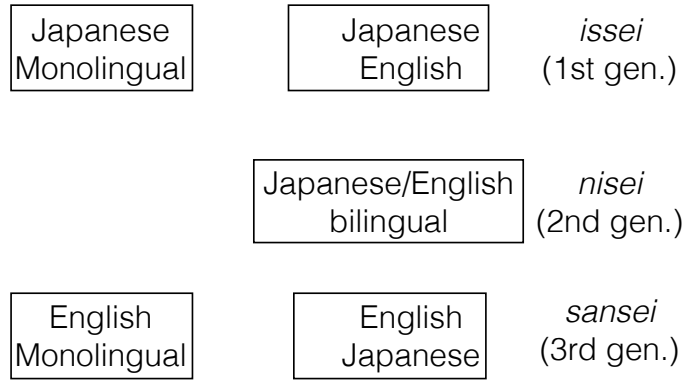 Japanese
Monolingual
Japanese
English
issei
(1st gen.)
Japanese/English
bilingual
nisei
(2nd gen.)
English
Monolingual
English
Japanese
sansei
(3rd gen.)